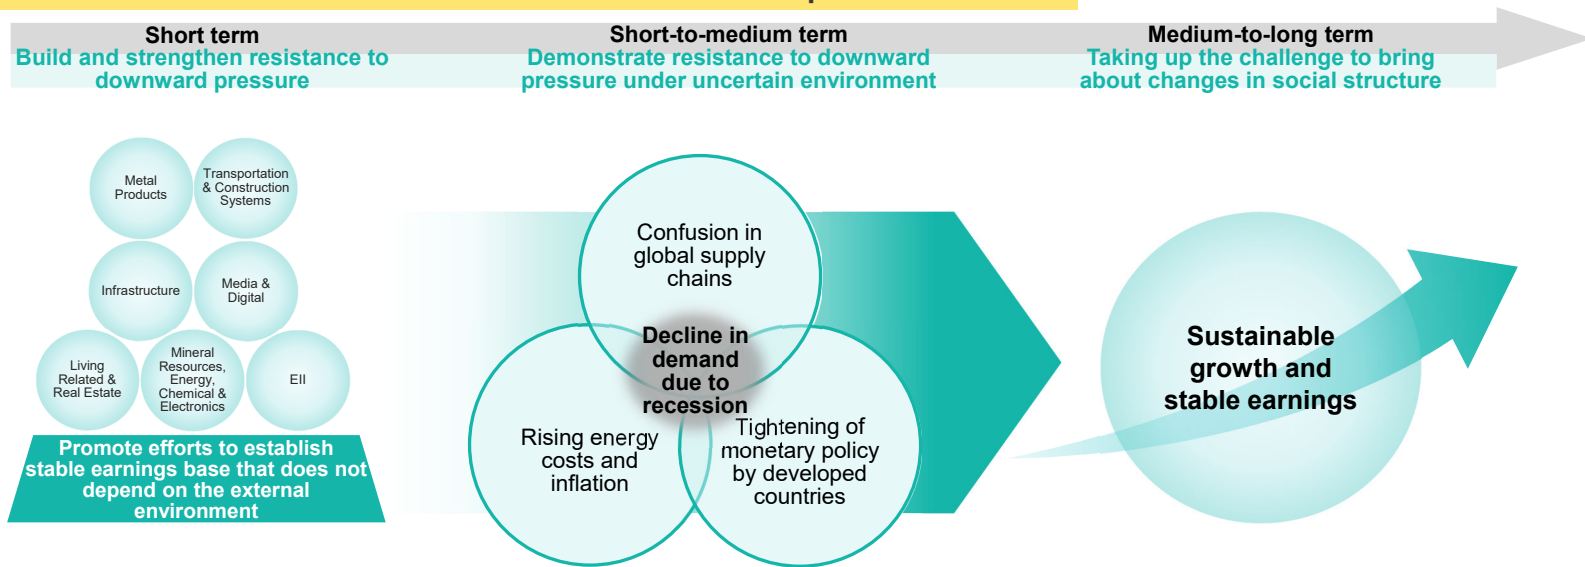 Short term
Build and strengthen resistance to
downward pressure
Short-to-medium term
Demonstrate resistance to downward
pressure under uncertain environment
Medium-to-long term
Taking up the challenge to bring
about changes in social structure
Metal
Products
Transportation
& Construction
Systems
Infrastructure
Media &
Digital
Living
Related &
Real Estate
Mineral
Resources,
Energy,
Chemical &
Electronics
EII
Promote efforts to establish
stable earnings base that does not
depend on the external
environment
Confusion in
global supply
chains
Decline in
demand
due to
recession
Rising energy
costs and
inflation
Tightening of
monetary policy
by developed
countries
Sustainable
growth and
stable earnings